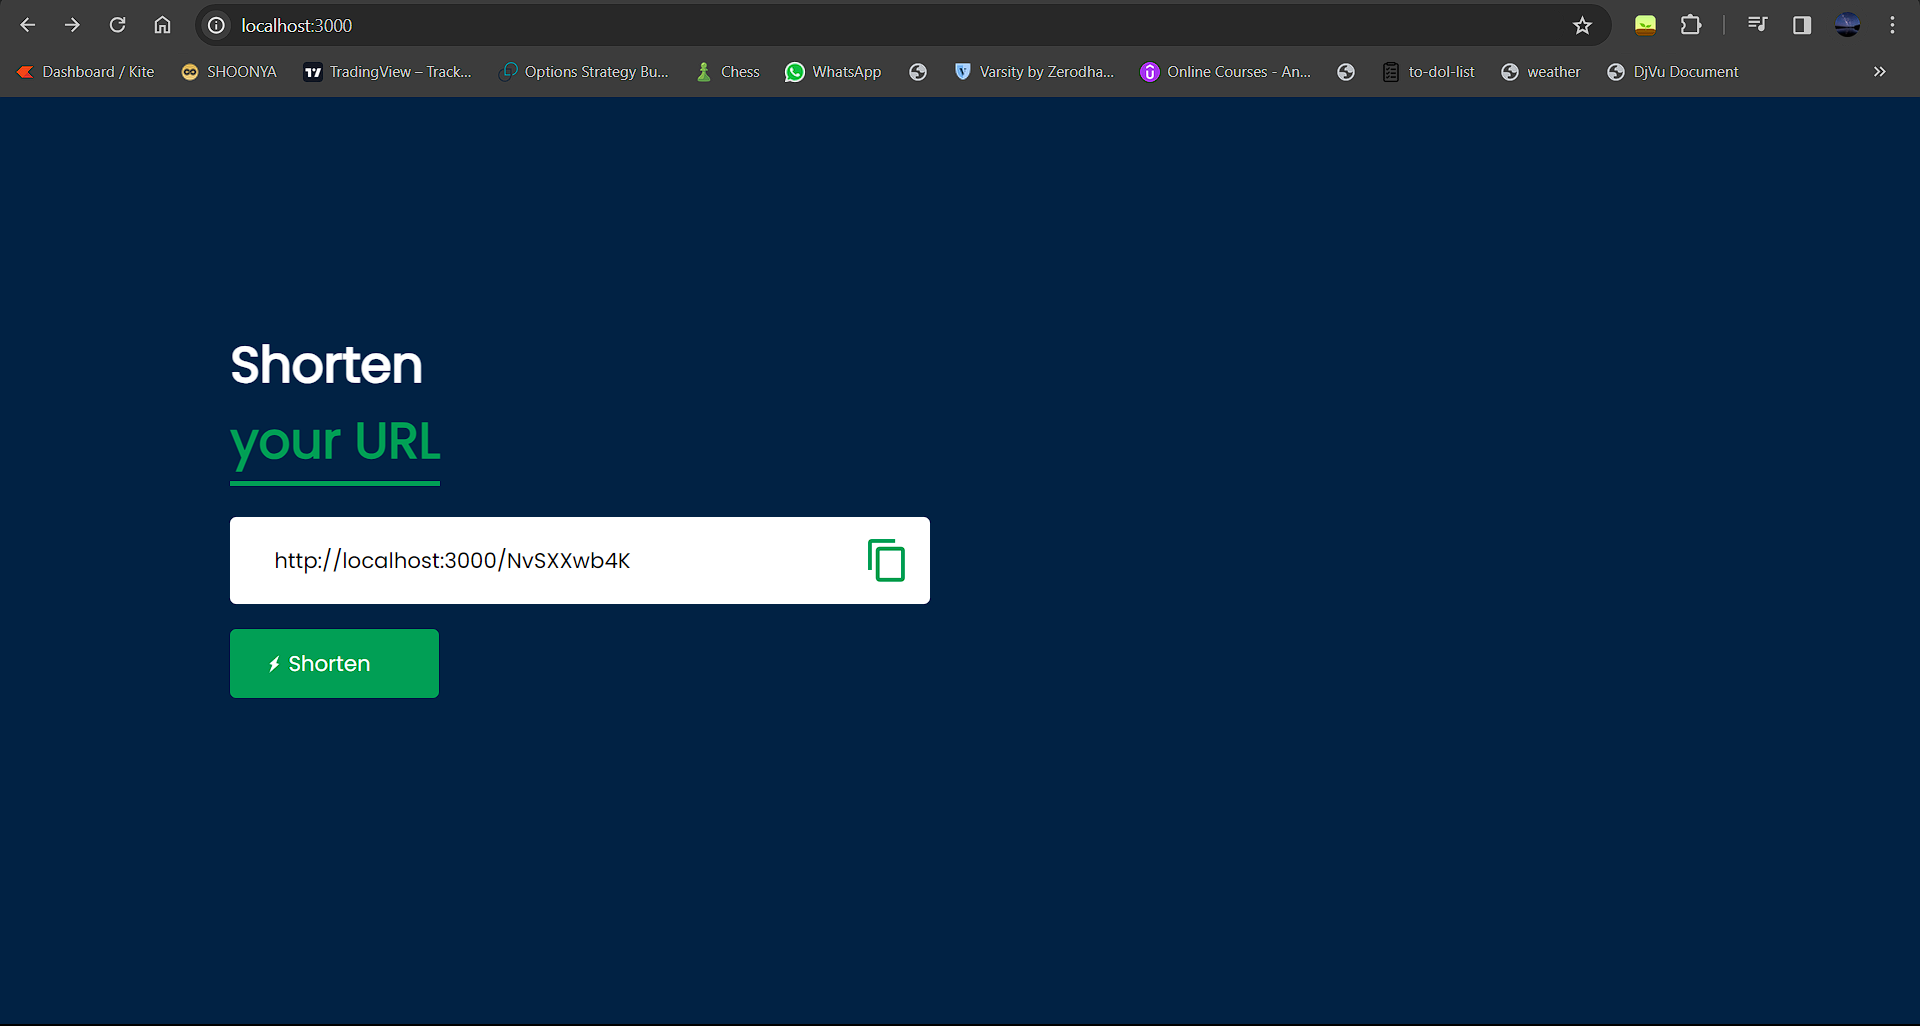 localhost:3000
Dashboard / Kite SHOONYA TradingView – Track... Options Strategy Bu... Chess WhatsApp Varsity by Zerodha... Online Courses - An... to-dol-list weather DjVu Document
Shorten
your URL
http://localhost:3000/NvSXXwb4K
Shorten